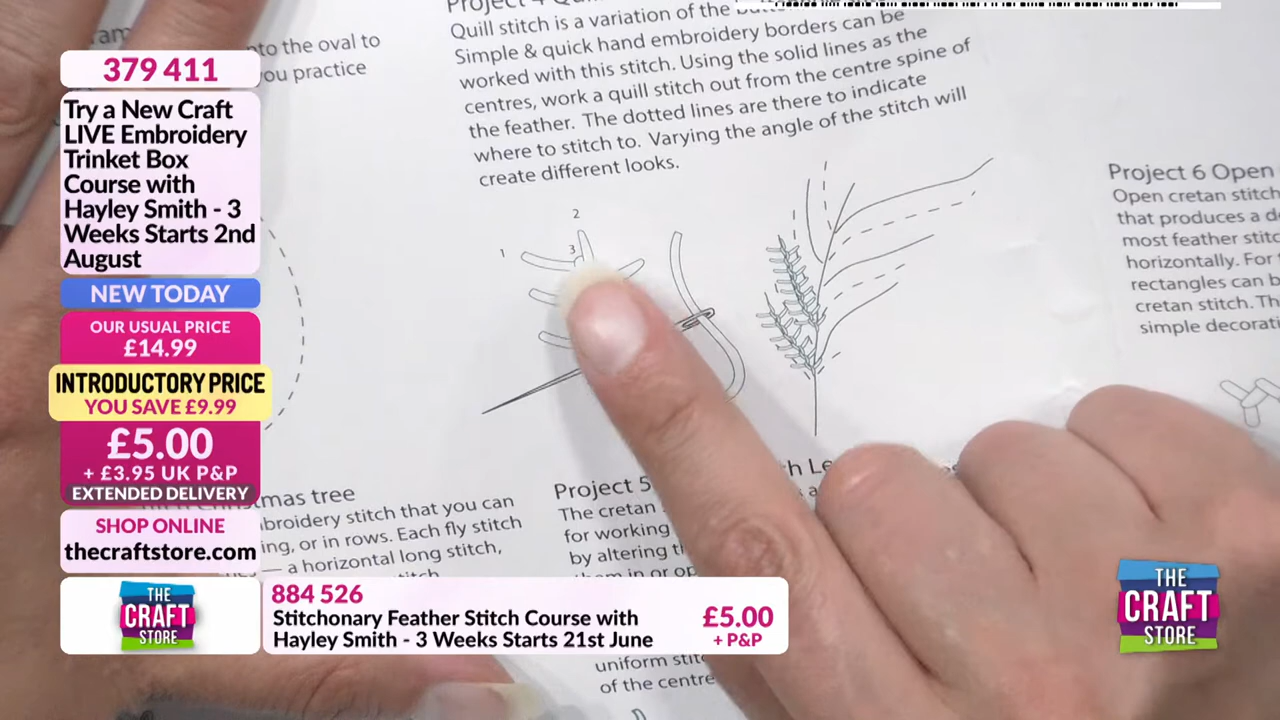 379 411
Try a New Craft
LIVE Embroidery
Trinket Box
Course with
Hayley Smith - 3
Weeks Starts 2nd
August
NEW TODAY
OUR USUAL PRICE
£14.99
INTRODUCTORY PRICE
YOU SAVE £9.99
£5.00
+ £3.95 UK P&P
EXTENDED DELIVERY
SHOP ONLINE
thecraftstore.com
THE
CRAFT
STORE
884 526
Stitchonary Feather Stitch Course with
Hayley Smith - 3 Weeks Starts 21st June
£5.00
+ P&P
THE
CRAFT
STORE
to the oval to
you practice
Project 4
Quill stitch is a variation of the
Simple & quick hand embroidery borders can be
worked with this stitch. Using the solid lines as the
centres, work a quill stitch out from the centre spine of
the feather. The dotted lines are there to indicate
where to stitch to. Varying the angle of the stitch will
create different looks.
1
2
3
mas tree
broidery stitch that you can
ing, or in rows. Each fly stitch
— a horizontal long stitch,
Project 5
The cretan
for working
by altering
them in or
uniform
of the centre
Project 6 Open
Open cretan stitch
that produces a
most feather
horizontally. For
rectangles can b
cretan stitch. Th
simple